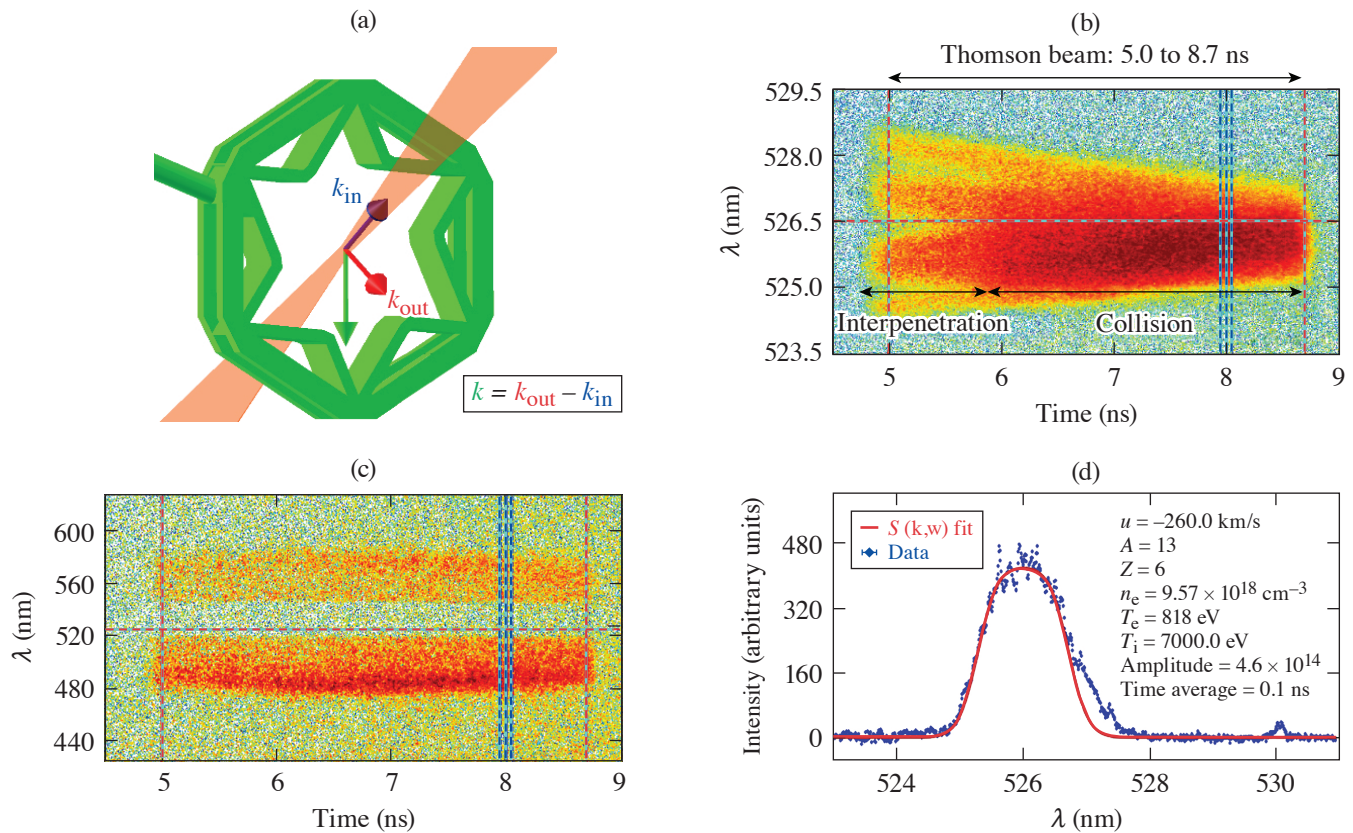 (a)
k_in
k_out
k = k_out – k_in
(b)
Thomson beam: 5.0 to 8.7 ns
529.5
528.0
526.5
525.0
523.5
λ (nm)
Interpenetration
Collision
5 6 7 8 9
Time (ns)
(c)
600
560
520
480
440
λ (nm)
5 6 7 8 9
Time (ns)
(d)
Intensity (arbitrary units)
480
320
160
0
S (k,w) fit
Data
u = –260.0 km/s
A = 13
Z = 6
n_e = 9.57 × 10^18 cm^–3
T_e = 818 eV
T_i = 7000.0 eV
Amplitude = 4.6 × 10^14
Time average = 0.1 ns
524 526 528 530
λ (nm)